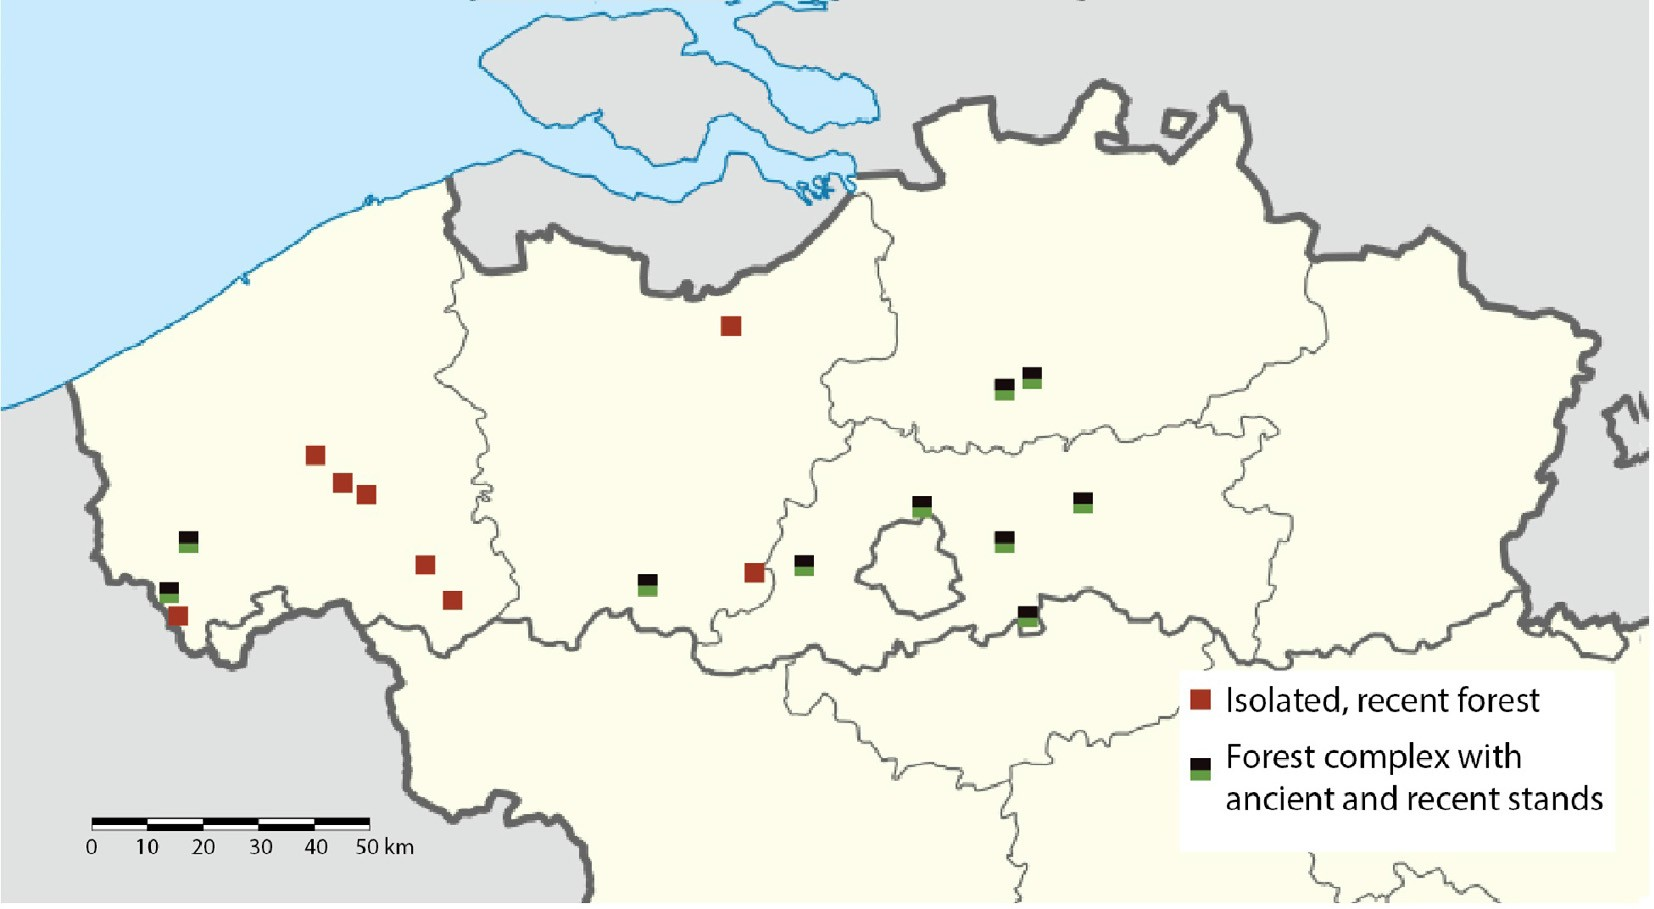 Isolated, recent forest
Forest complex with
ancient and recent stands
0 10 20 30 40 50 km